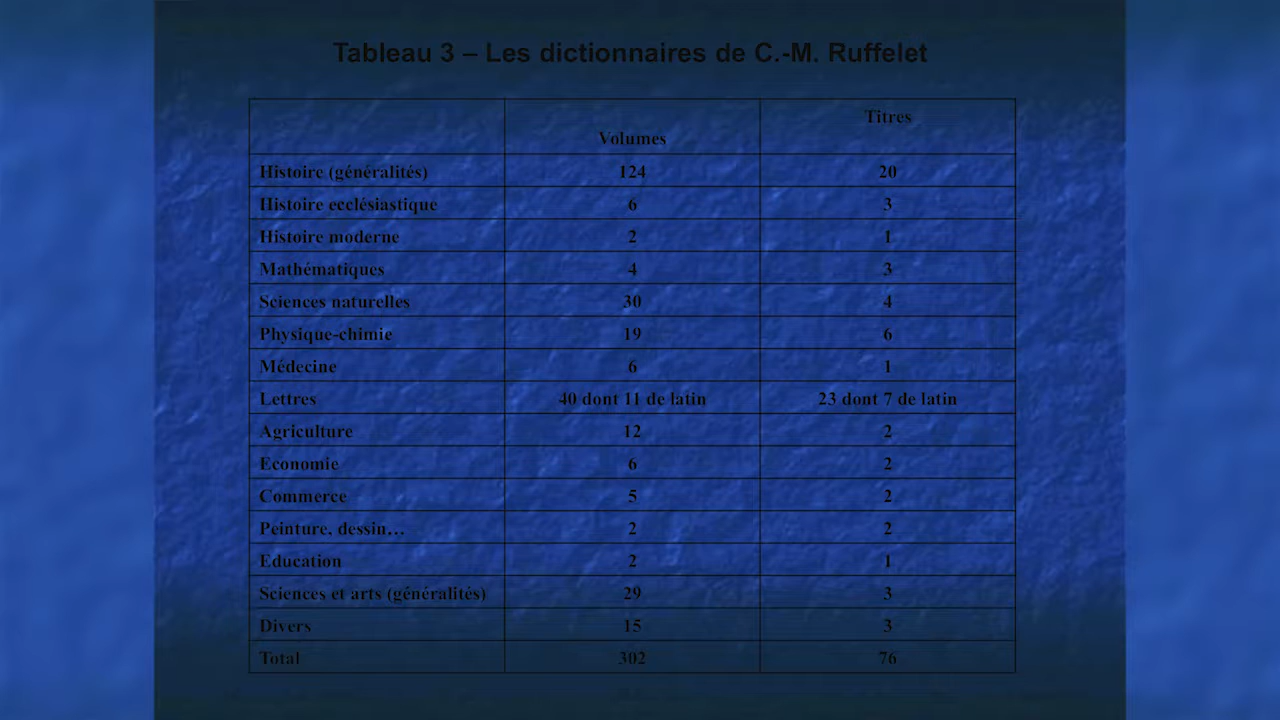 Tableau 3 – Les dictionnaires de C.-M. Ruffelet
Volumes Titres
Histoire (généralités) 124 20
Histoire ecclésiastique 6 3
Histoire moderne 2 1
Mathématiques 4 3
Sciences naturelles 30 4
Physique-chimie 19 6
Médecine 6 1
Lettres 40 dont 11 de latin 23 dont 7 de latin
Agriculture 12 2
Economie 6 2
Commerce 5 2
Peinture, dessin… 2 2
Education 2 1
Sciences et arts (généralités) 29 3
Divers 15 3
Total 302 76